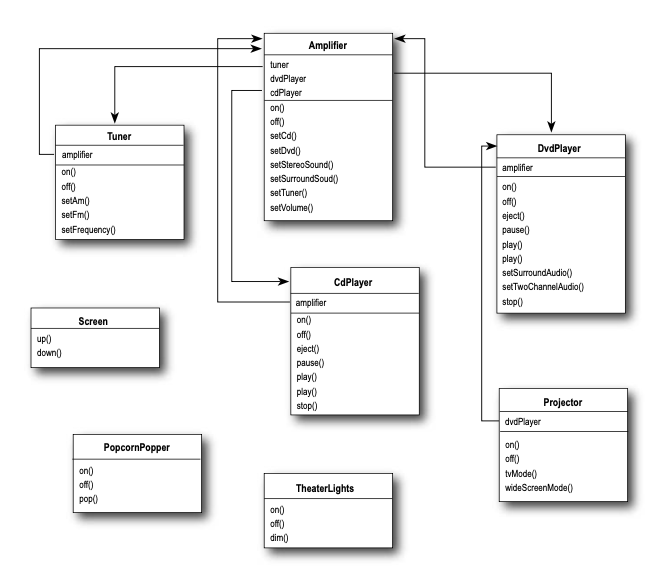 Amplifier
tuner
dvdPlayer
cdPlayer
on()
off()
setCd()
setDvd()
setStereoSound()
setSurroundSoud()
setTuner()
setVolume()
Tuner
amplifier
on()
off()
setAm()
setFm()
setFrequency()
DvdPlayer
amplifier
on()
off()
eject()
pause()
play()
play()
setSurroundAudio()
setTwoChannelAudio()
stop()
CdPlayer
amplifier
on()
off()
eject()
pause()
play()
play()
stop()
Screen
up()
down()
Projector
dvdPlayer
on()
off()
tvMode()
wideScreenMode()
PopcornPopper
on()
off()
pop()
TheaterLights
on()
off()
dim()